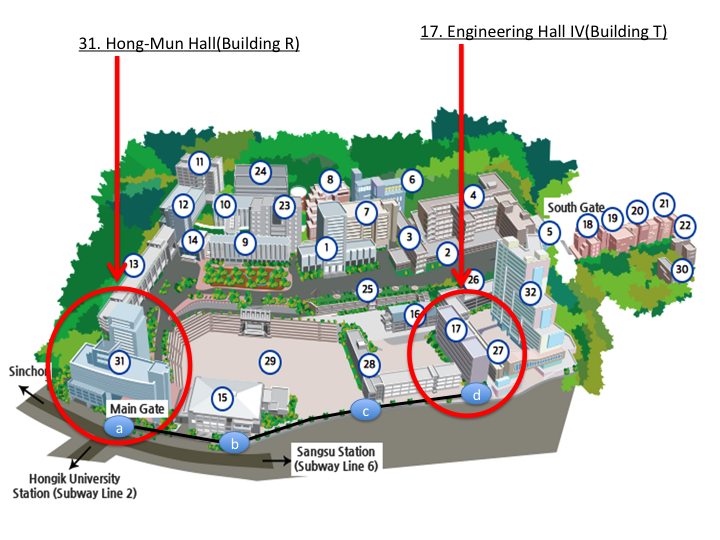 31. Hong-Mun Hall(Building R)
17. Engineering Hall IV(Building T)
11
24
8
6
4
12
10
23
7
South Gate
18
19
20
21
22
5
14
9
1
3
2
13
30
25
26
32
16
17
31
29
28
27
15
Sinchon
Main Gate
a
b
c
d
Sangsu Station
(Subway Line 6)
Hongik University
Station (Subway Line 2)